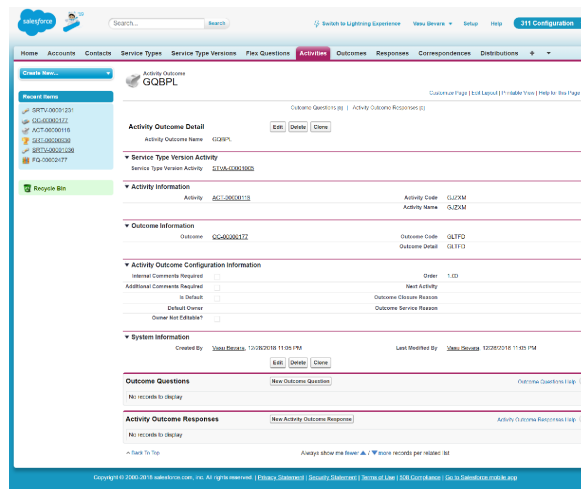 salesforce
Search... Search
Switch to Lightning Experience Vasu Bevara Setup Help 311 Configuration
Home Accounts Contacts Service Types Service Type Versions Flex Questions Activities Outcomes Responses Correspondences Distributions +
Create New...
Recent Items
SRTV-00001201
OC-00000177
ACT-00000118
SRT-00000830
SRTV-00001030
FQ-00002477
Recycle Bin
Activity Outcome
GQBPL
Customize Page | Edit Layout | Printable View | Help for this Page
Outcome Questions [0] | Activity Outcome Responses [0]
Activity Outcome Detail Edit Delete Clone
Activity Outcome Name GQBPL
Service Type Version Activity
Service Type Version Activity STVA-00001065
Activity Information
Activity ACT-00000118 Activity Code GJZXM
Activity Name GJZXM
Outcome Information
Outcome OC-00000177 Outcome Code GLTFD
Outcome Detail GLTFD
Activity Outcome Configuration Information
Internal Comments Required Order 1.00
Additional Comments Required Next Activity
Is Default Outcome Closure Reason
Default Owner Outcome Service Reason
Owner Not Editable?
System Information
Created By Vasu Bevara, 12/28/2018 11:05 PM Last Modified By Vasu Bevara, 12/28/2018 11:05 PM
Edit Delete Clone
Outcome Questions New Outcome Question Outcome Questions Help
No records to display
Activity Outcome Responses New Activity Outcome Response Activity Outcome Responses Help
No records to display
Back To Top Always show me fewer / more records per related list
Copyright © 2000-2018 salesforce.com, inc. All rights reserved. | Privacy Statement | Security Statement | Terms of Use | 508 Compliance | Go to Salesforce mobile app